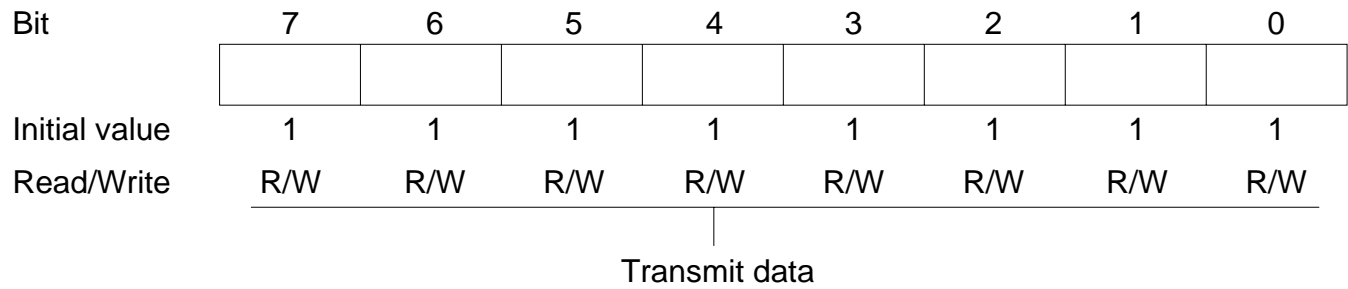 Bit 7 6 5 4 3 2 1 0
Initial value 1 1 1 1 1 1 1 1
Read/Write R/W R/W R/W R/W R/W R/W R/W R/W
Transmit data